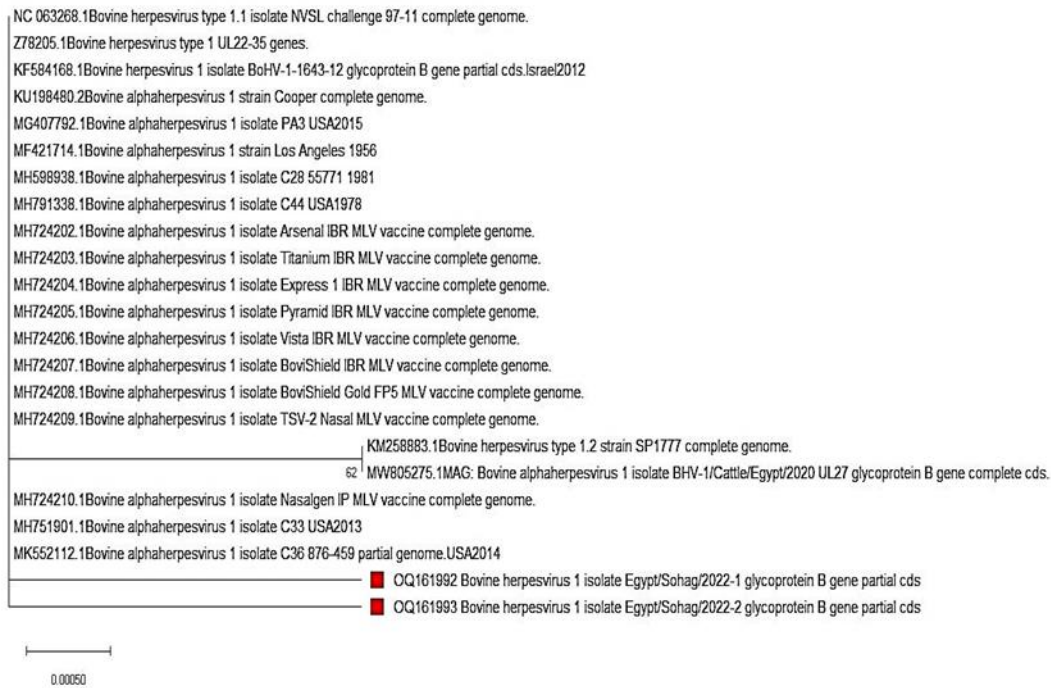 NC 063268.1Bovine herpesvirus type 1.1 isolate NVSL challenge 97-11 complete genome.
Z78205.1Bovine herpesvirus type 1 UL22-35 genes.
KF584168.1Bovine herpesvirus 1 isolate BoHV-1-1643-12 glycoprotein B gene partial cds.Israel2012
KU198480.2Bovine alphaherpesvirus 1 strain Cooper complete genome.
MG407792.1Bovine alphaherpesvirus 1 isolate PA3 USA2015
MF421714.1Bovine alphaherpesvirus 1 strain Los Angeles 1956
MH598938.1Bovine alphaherpesvirus 1 isolate C28 55771 1981
MH791338.1Bovine alphaherpesvirus 1 isolate C44 USA1978
MH724202.1Bovine alphaherpesvirus 1 isolate Arsenal IBR MLV vaccine complete genome.
MH724203.1Bovine alphaherpesvirus 1 isolate Titanium IBR MLV vaccine complete genome.
MH724204.1Bovine alphaherpesvirus 1 isolate Express 1 IBR MLV vaccine complete genome.
MH724205.1Bovine alphaherpesvirus 1 isolate Pyramid IBR MLV vaccine complete genome.
MH724206.1Bovine alphaherpesvirus 1 isolate Vista IBR MLV vaccine complete genome.
MH724207.1Bovine alphaherpesvirus 1 isolate BoviShield IBR MLV vaccine complete genome.
MH724208.1Bovine alphaherpesvirus 1 isolate BoviShield Gold FP5 MLV vaccine complete genome.
MH724209.1Bovine alphaherpesvirus 1 isolate TSV-2 Nasal MLV vaccine complete genome.
KM258883.1Bovine herpesvirus type 1.2 strain SP1777 complete genome.
62 MW805275.1MAG: Bovine alphaherpesvirus 1 isolate BHV-1/Cattle/Egypt/2020 UL27 glycoprotein B gene complete cds.
MH724210.1Bovine alphaherpesvirus 1 isolate Nasalgen IP MLV vaccine complete genome.
MH751901.1Bovine alphaherpesvirus 1 isolate C33 USA2013
MK552112.1Bovine alphaherpesvirus 1 isolate C36 876-459 partial genome.USA2014
OQ161992 Bovine herpesvirus 1 isolate Egypt/Sohag/2022-1 glycoprotein B gene partial cds
OQ161993 Bovine herpesvirus 1 isolate Egypt/Sohag/2022-2 glycoprotein B gene partial cds
0.00050